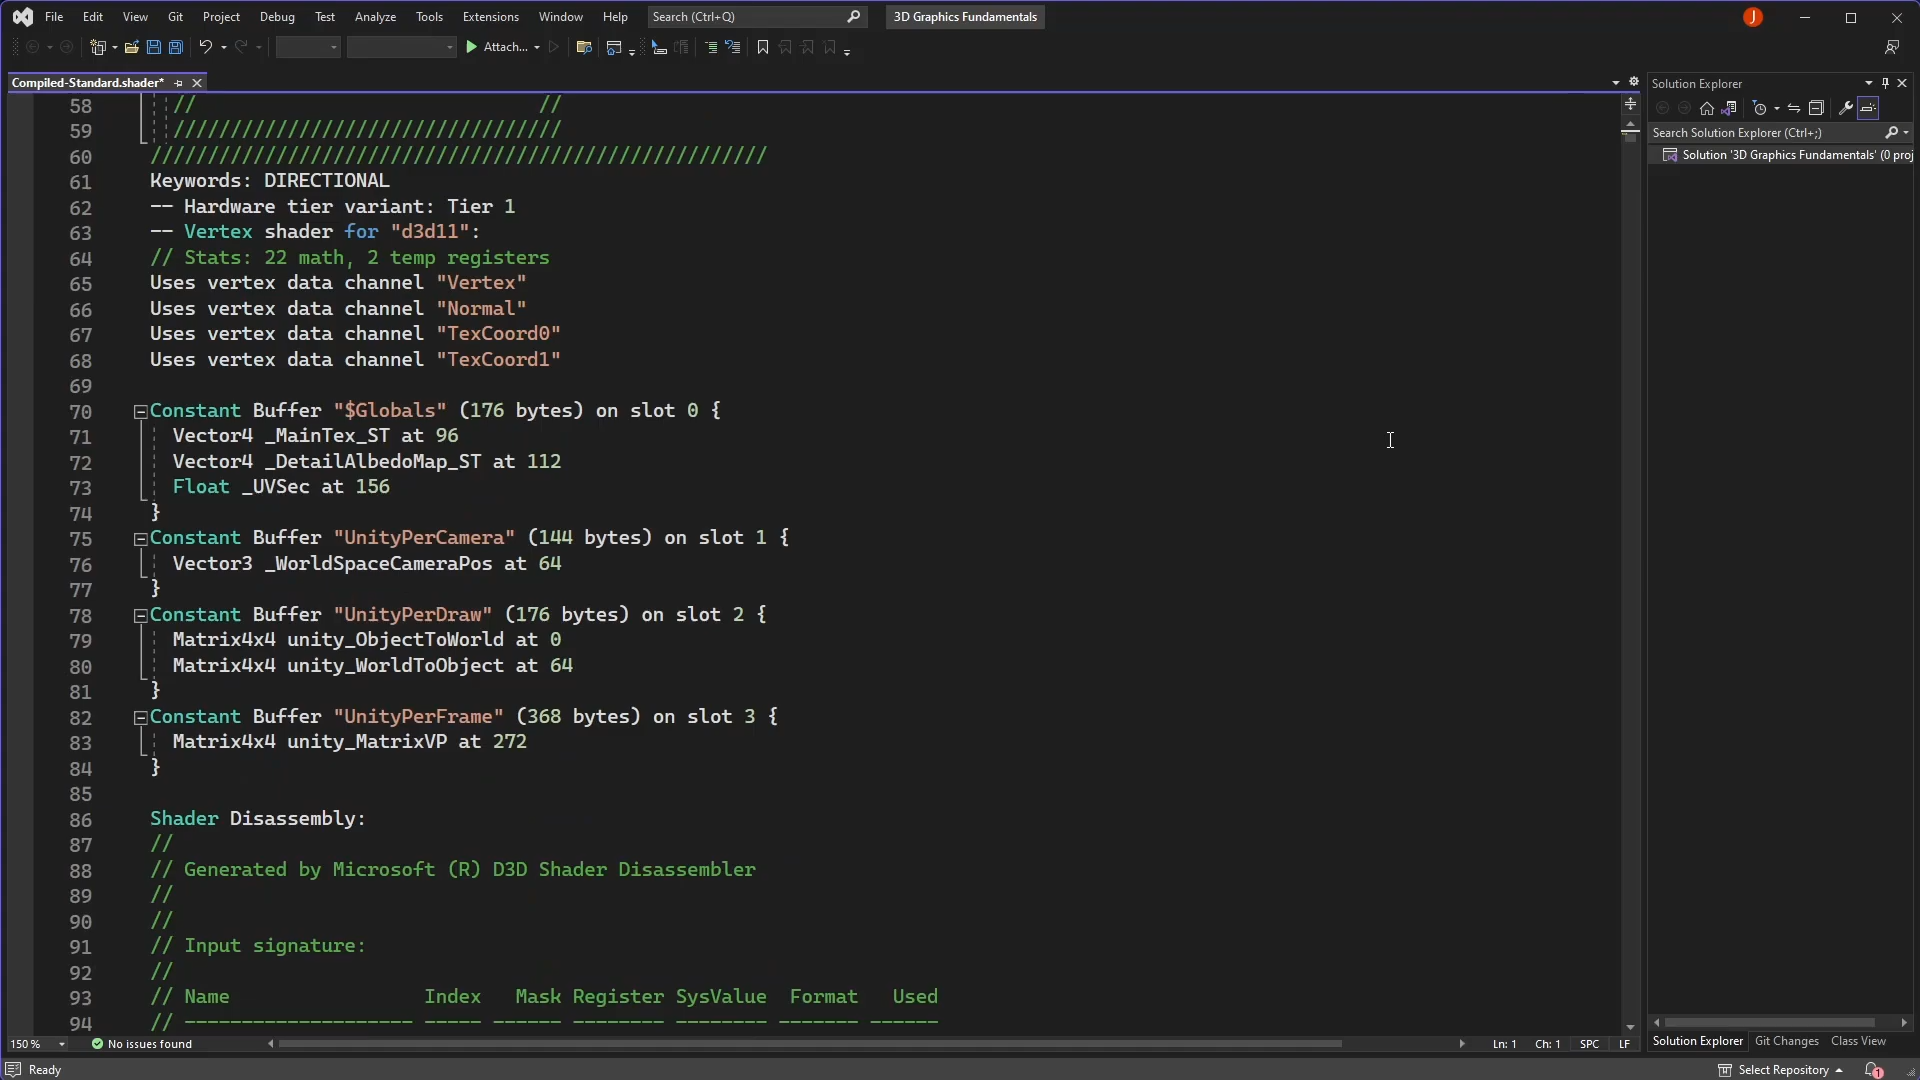 File Edit View Git Project Debug Test Analyze Tools Extensions Window Help Search (Ctrl+Q) 3D Graphics Fundamentals J
Attach...
Compiled-Standard.shader*
58 // //
59 //////////////////////////////////
60 //////////////////////////////////////////////////////
61 Keywords: DIRECTIONAL
62 -- Hardware tier variant: Tier 1
63 -- Vertex shader for "d3d11":
64 // Stats: 22 math, 2 temp registers
65 Uses vertex data channel "Vertex"
66 Uses vertex data channel "Normal"
67 Uses vertex data channel "TexCoord0"
68 Uses vertex data channel "TexCoord1"
69
70 Constant Buffer "$Globals" (176 bytes) on slot 0 {
71 Vector4 _MainTex_ST at 96
72 Vector4 _DetailAlbedoMap_ST at 112
73 Float _UVSec at 156
74 }
75 Constant Buffer "UnityPerCamera" (144 bytes) on slot 1 {
76 Vector3 _WorldSpaceCameraPos at 64
77 }
78 Constant Buffer "UnityPerDraw" (176 bytes) on slot 2 {
79 Matrix4x4 unity_ObjectToWorld at 0
80 Matrix4x4 unity_WorldToObject at 64
81 }
82 Constant Buffer "UnityPerFrame" (368 bytes) on slot 3 {
83 Matrix4x4 unity_MatrixVP at 272
84 }
85
86 Shader Disassembly:
87 //
88 // Generated by Microsoft (R) D3D Shader Disassembler
89 //
90 //
91 // Input signature:
92 //
93 // Name Index Mask Register SysValue Format Used
94 // -------------------- ----- ------ -------- -------- ------- ------
150 % No issues found Ln: 1 Ch: 1 SPC LF
Solution Explorer
Search Solution Explorer (Ctrl+;)
Solution '3D Graphics Fundamentals' (0 proj
Solution Explorer Git Changes Class View
Ready Select Repository 1